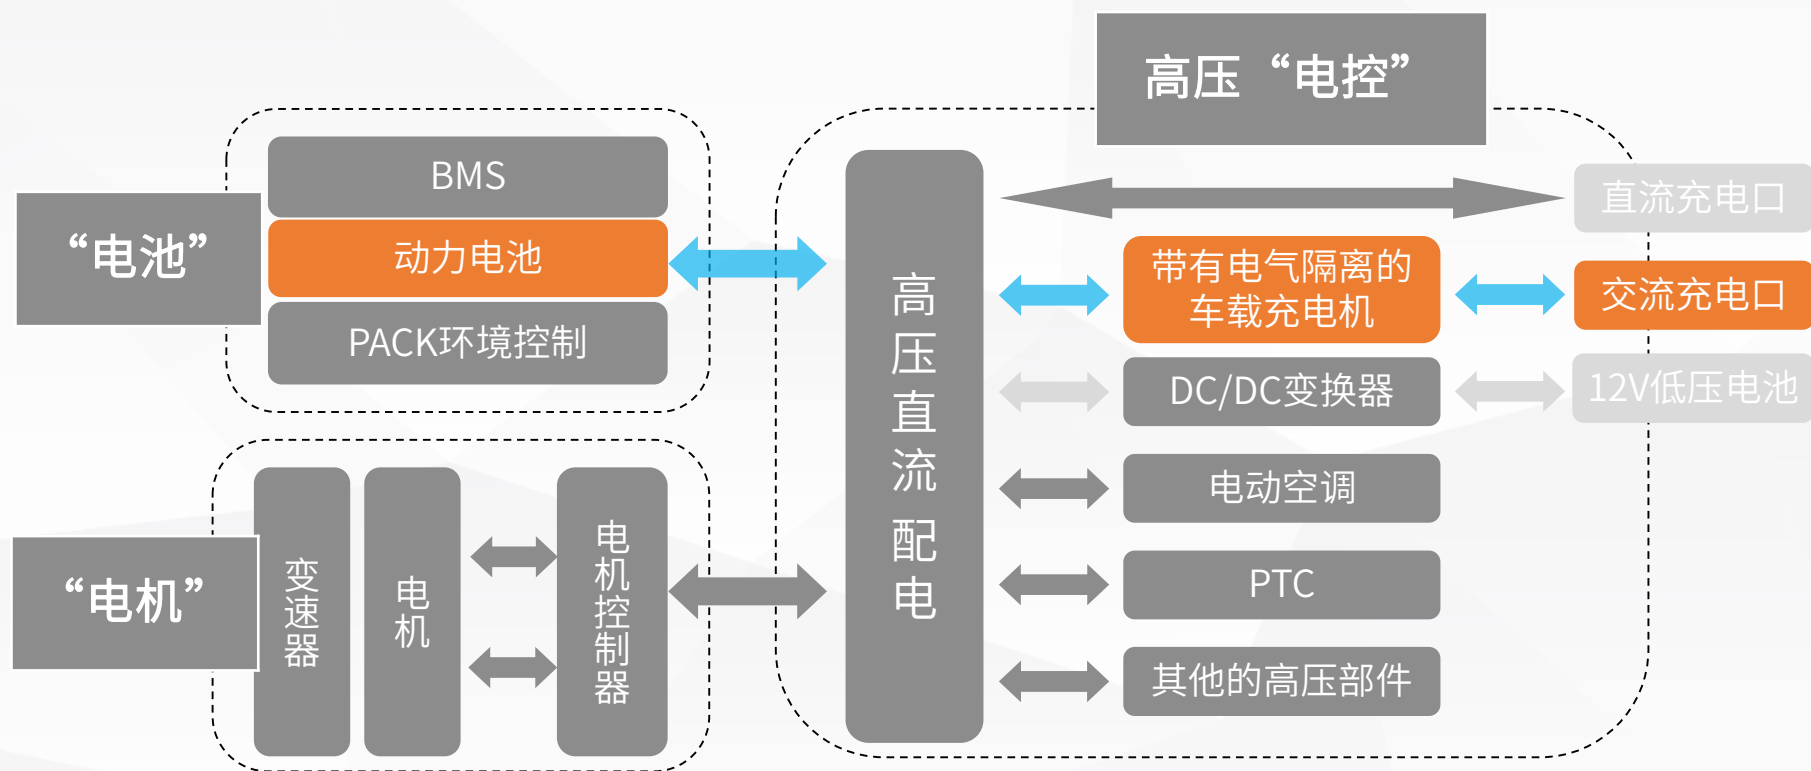 高压“电控”
“电池”
BMS
动力电池
PACK环境控制
“电机”
变速器
电机
电机控制器
高压直流配电
直流充电口
带有电气隔离的
车载充电机
交流充电口
DC/DC变换器
12V低压电池
电动空调
PTC
其他的高压部件